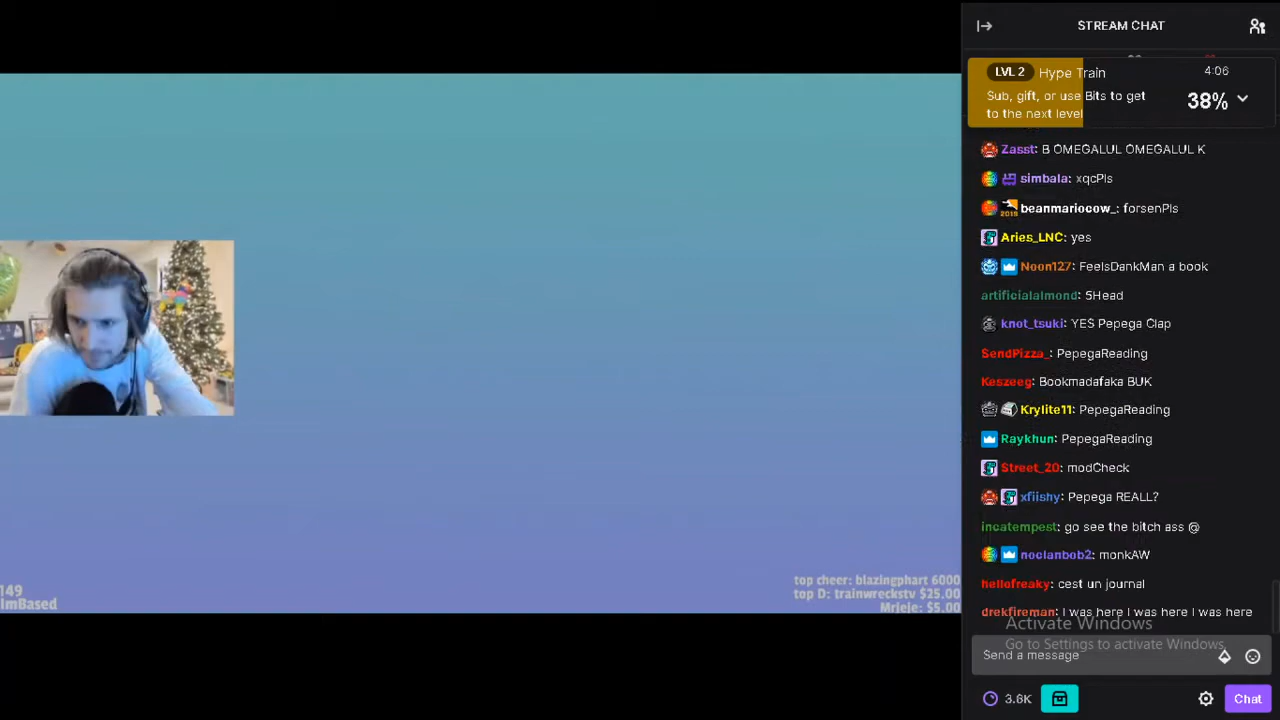 STREAM CHAT
LVL 2 Hype Train 4:06
Sub, gift, or use Bits to get
to the next level
38%
Zasst: B OMEGALUL OMEGALUL K
simbala: xqcPls
beanmariocow_: forsenPls
Aries_LNC: yes
Noon127: FeelsDankMan a book
artificialalmond: 5Head
knot_tsuki: YES Pepega Clap
SendPizza_: PepegaReading
Keszeeg: Bookmadafaka BUK
Krylite11: PepegaReading
Raykhun: PepegaReading
Street_20: modCheck
xfiishy: Pepega REALL?
incatempest: go see the bitch ass @
noclanbob2: monkAW
hellofreaky: cest un journal
drekfireman: I was here I was here I was here
Activate Windows
Go to Settings to activate Windows.
Send a message
3.6K
Chat
149
ImBased
top cheer: blazingphart 6000
top D: trainwreckstv $25.00
Mrjeje: $5.00